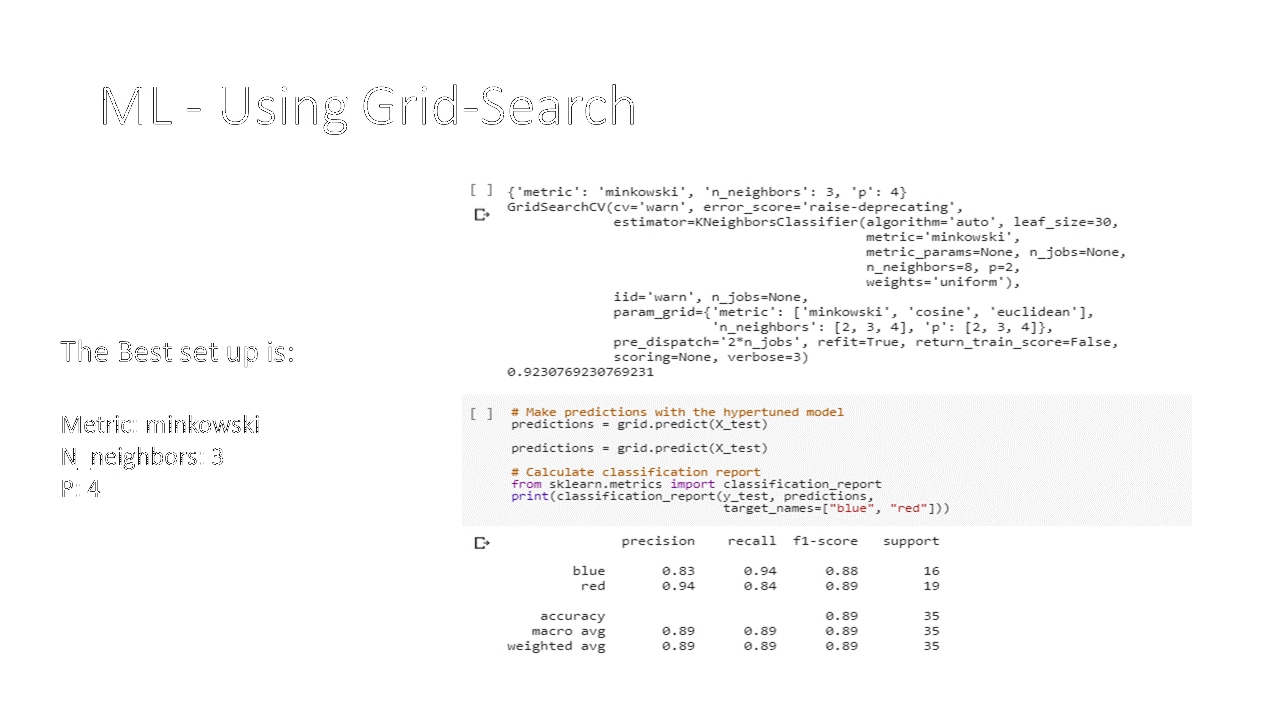 ML - Using Grid-Search
The Best set up is:
Metric: minkowski
N_neighbors: 3
P: 4
[ ] {'metric': 'minkowski', 'n_neighbors': 3, 'p': 4}
GridSearchCV(cv='warn', error_score='raise-deprecating',
estimator=KNeighborsClassifier(algorithm='auto', leaf_size=30,
metric='minkowski',
metric_params=None, n_jobs=None,
n_neighbors=8, p=2,
weights='uniform'),
iid='warn', n_jobs=None,
param_grid={'metric': ['minkowski', 'cosine', 'euclidean'],
'n_neighbors': [2, 3, 4], 'p': [2, 3, 4]},
pre_dispatch='2*n_jobs', refit=True, return_train_score=False,
scoring=None, verbose=3)
0.9230769230769231
[ ] # Make predictions with the hypertuned model
predictions = grid.predict(X_test)
predictions = grid.predict(X_test)
# Calculate classification report
from sklearn.metrics import classification_report
print(classification_report(y_test, predictions,
target_names=["blue", "red"]))
precision recall f1-score support
blue 0.83 0.94 0.88 16
red 0.94 0.84 0.89 19
accuracy 0.89 35
macro avg 0.89 0.89 0.89 35
weighted avg 0.89 0.89 0.89 35